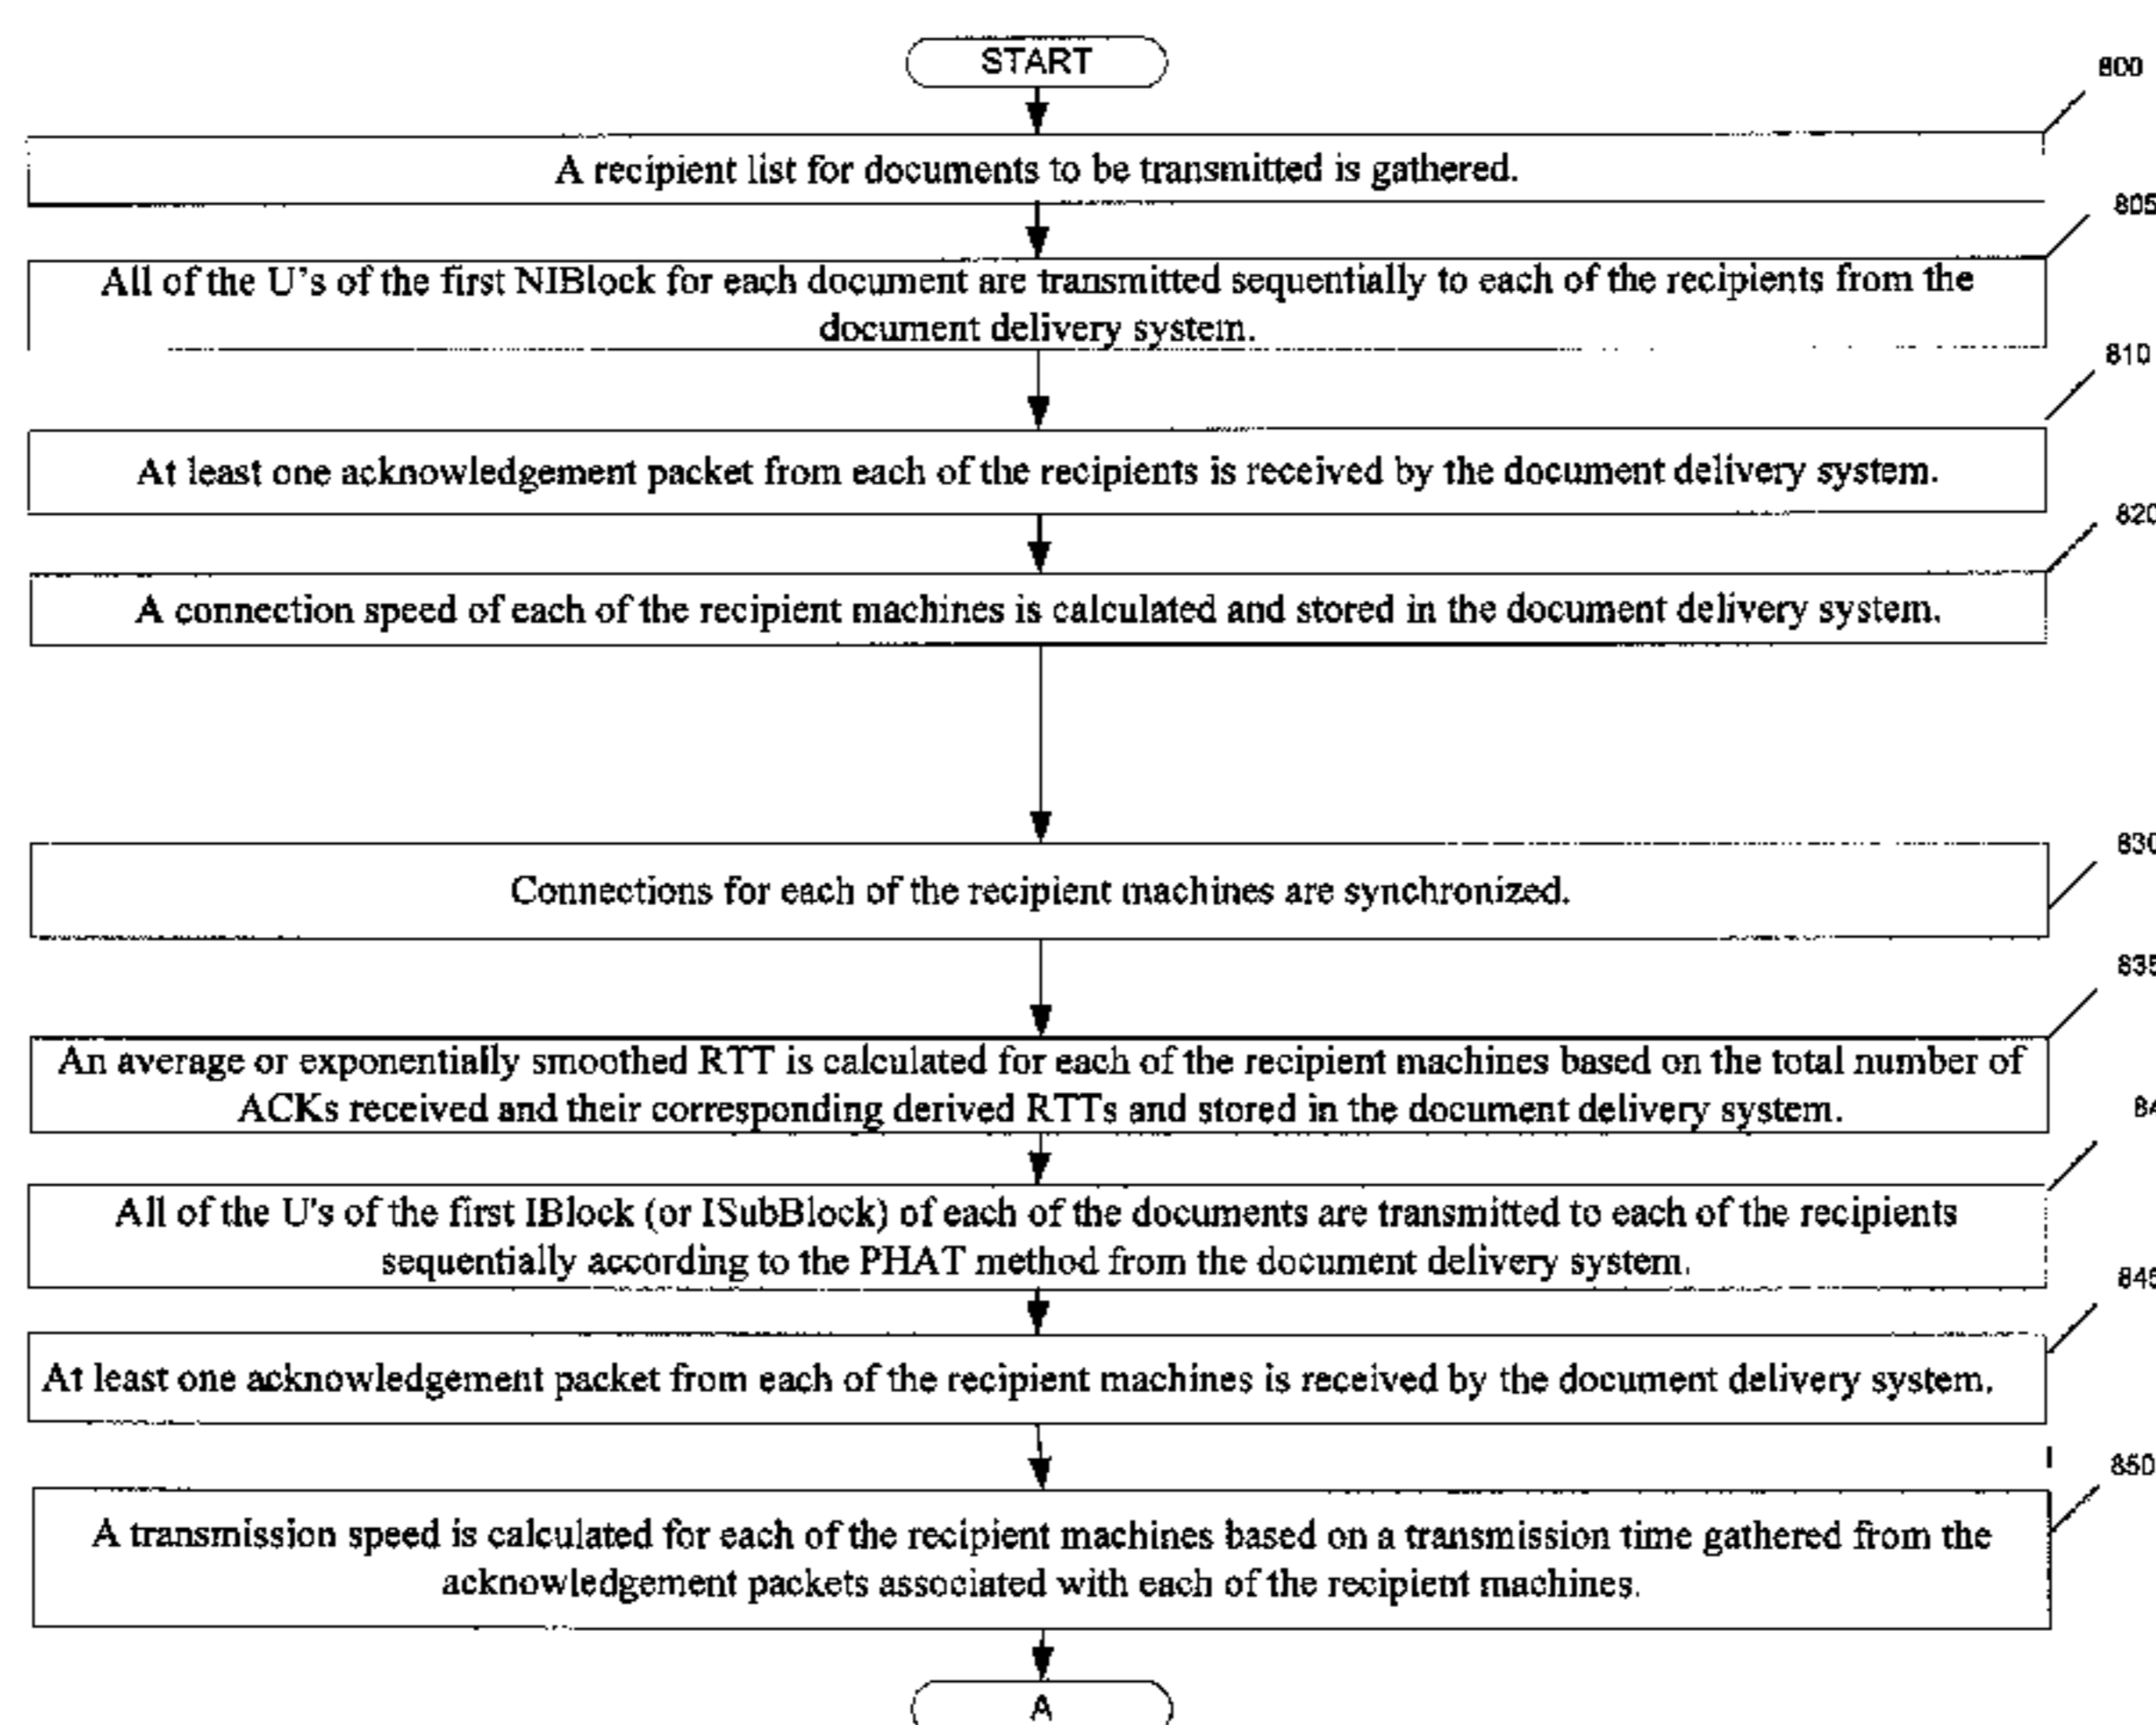 START
800
A recipient list for documents to be transmitted is gathered.
805
All of the U's of the first NIBlock for each document are transmitted sequentially to each of the recipients from the
document delivery system.
810
At least one acknowledgement packet from each of the recipients is received by the document delivery system.
820
A connection speed of each of the recipient machines is calculated and stored in the document delivery system.
830
Connections for each of the recipient machines are synchronized.
835
An average or exponentially smoothed RTT is calculated for each of the recipient machines based on the total number of
ACKs received and their corresponding derived RTTs and stored in the document delivery system.
All of the U's of the first IBlock (or ISubBlock) of each of the documents are transmitted to each of the recipients
sequentially according to the PHAT method from the document delivery system.
At least one acknowledgement packet from each of the recipient machines is received by the document delivery system.
850
A transmission speed is calculated for each of the recipient machines based on a transmission time gathered from the
acknowledgement packets associated with each of the recipient machines.
A